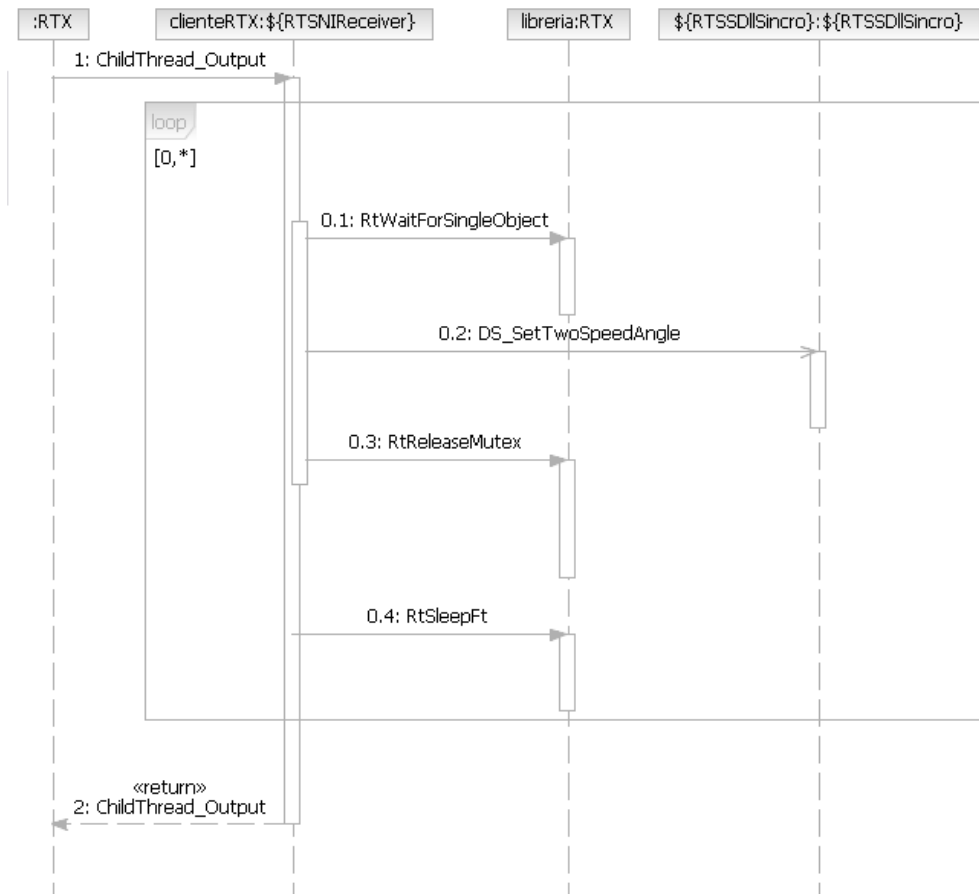 :RTX
clienteRTX:${RTSNIReceiver}
libreria:RTX
${RTSSDllSincro}:${RTSSDllSincro}
1: ChildThread_Output
loop
[0,*]
0.1: RtWaitForSingleObject
0.2: DS_SetTwoSpeedAngle
0.3: RtReleaseMutex
0.4: RtSleepFt
«return»
2: ChildThread_Output